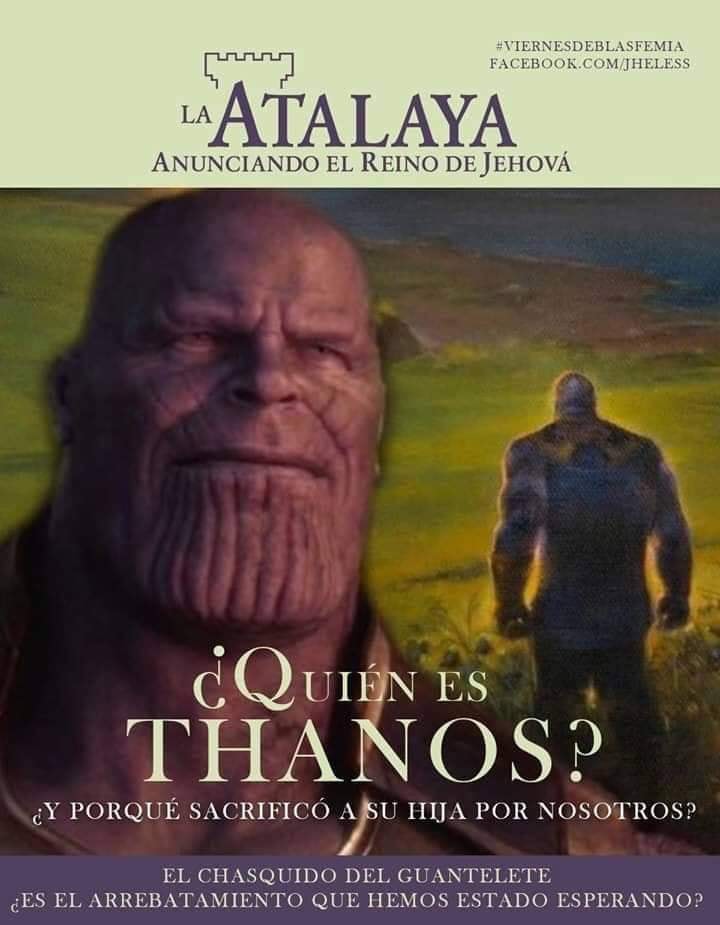 #VIERNESDEBLASFEMIA
FACEBOOK.COM/JHELESS
LA ATALAYA
ANUNCIANDO EL REINO DE JEHOVÁ
¿QUIÉN ES
THANOS?
¿Y PORQUÉ SACRIFICÓ A SU HIJA POR NOSOTROS?
EL CHASQUIDO DEL GUANTELETE
¿ES EL ARREBATAMIENTO QUE HEMOS ESTADO ESPERANDO?